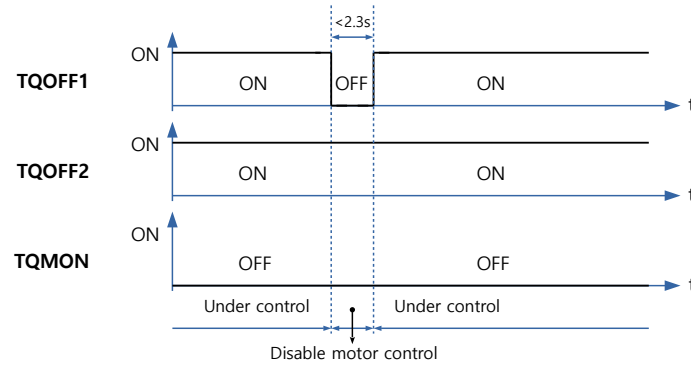 <2.3s
ON
TQOFF1
ON
OFF
ON
t
ON
TQOFF2
ON
ON
t
ON
TQMON
OFF
OFF
t
Under control
Under control
Disable motor control